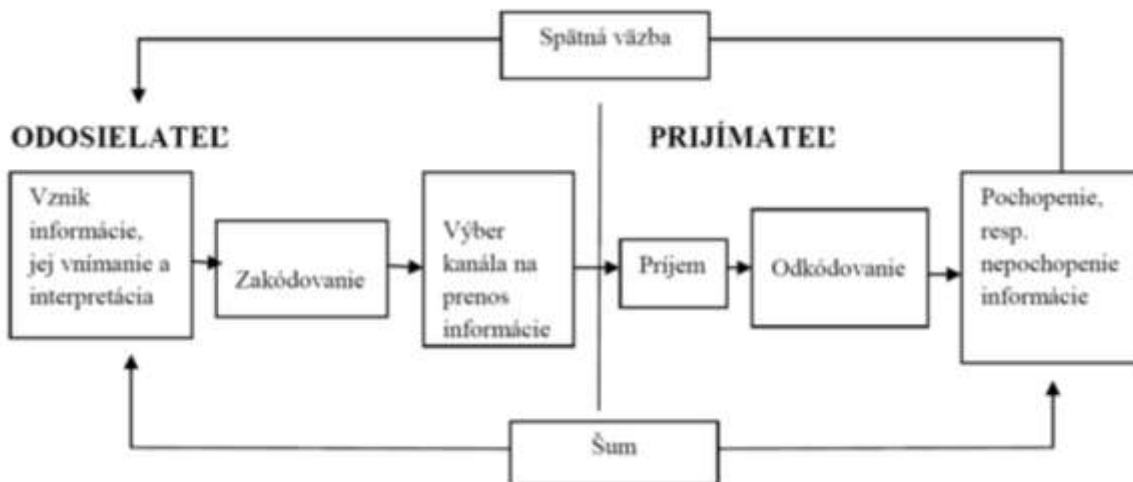 Spätná väzba
ODOSIELATEĽ
PRIJÍMATEĽ
Vznik
informácie,
jej vnímanie a
interpretácia
Zakódovanie
Výber
kanála na
prenos
informácie
Príjem
Odkódovanie
Pochopenie,
resp.
nepochopenie
informácie
Šum